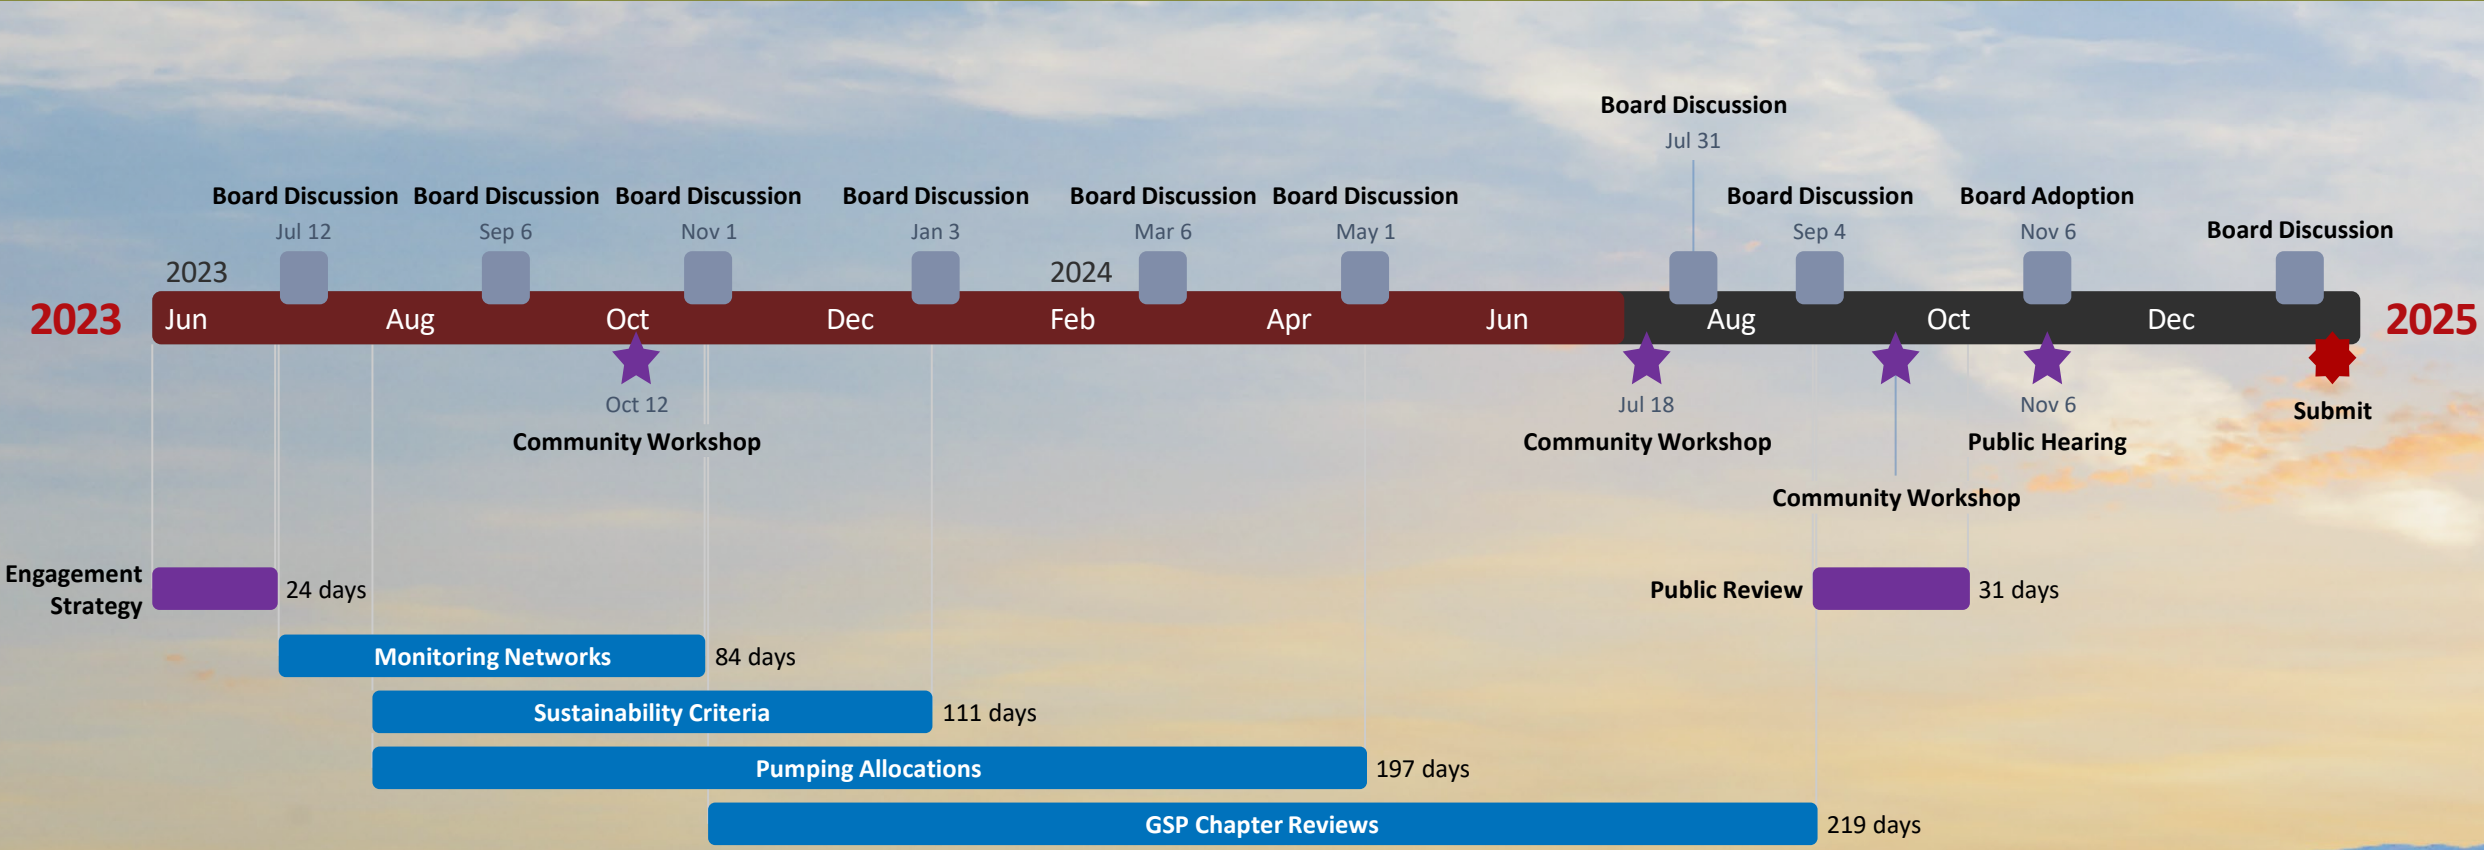 Board Discussion
Jul 31
Board Discussion Board Discussion Board Discussion Board Discussion Board Discussion Board Discussion Board Discussion Board Adoption
Jul 12 Sep 6 Nov 1 Jan 3 Mar 6 May 1 Sep 4 Nov 6 Board Discussion
2023 2024
2023 Jun Aug Oct Dec Feb Apr Jun Aug Oct Dec 2025
Oct 12 Jul 18 Nov 6 Submit
Community Workshop Community Workshop Public Hearing
Community Workshop
Engagement
Strategy
24 days
Public Review 31 days
Monitoring Networks 84 days
Sustainability Criteria 111 days
Pumping Allocations 197 days
GSP Chapter Reviews 219 days